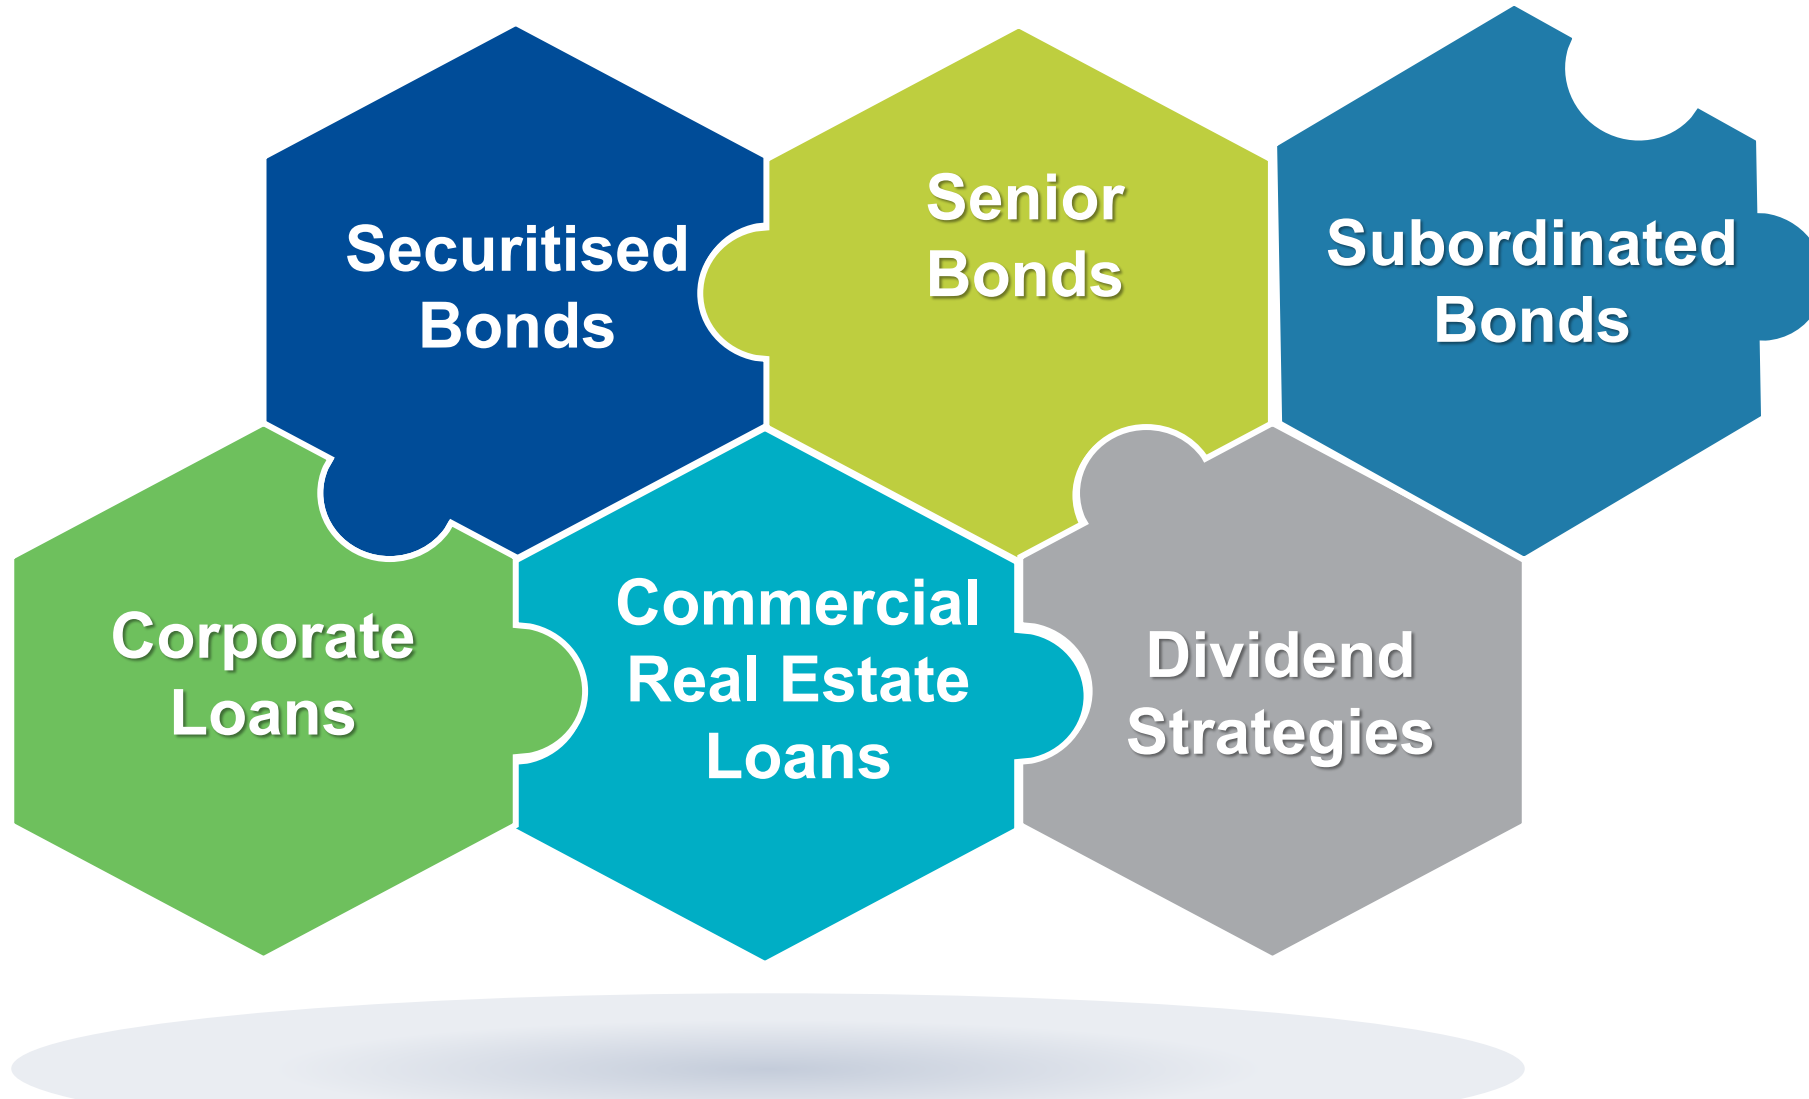 Securitised
Bonds
Senior
Bonds
Subordinated
Bonds
Corporate
Loans
Commercial
Real Estate
Loans
Dividend
Strategies